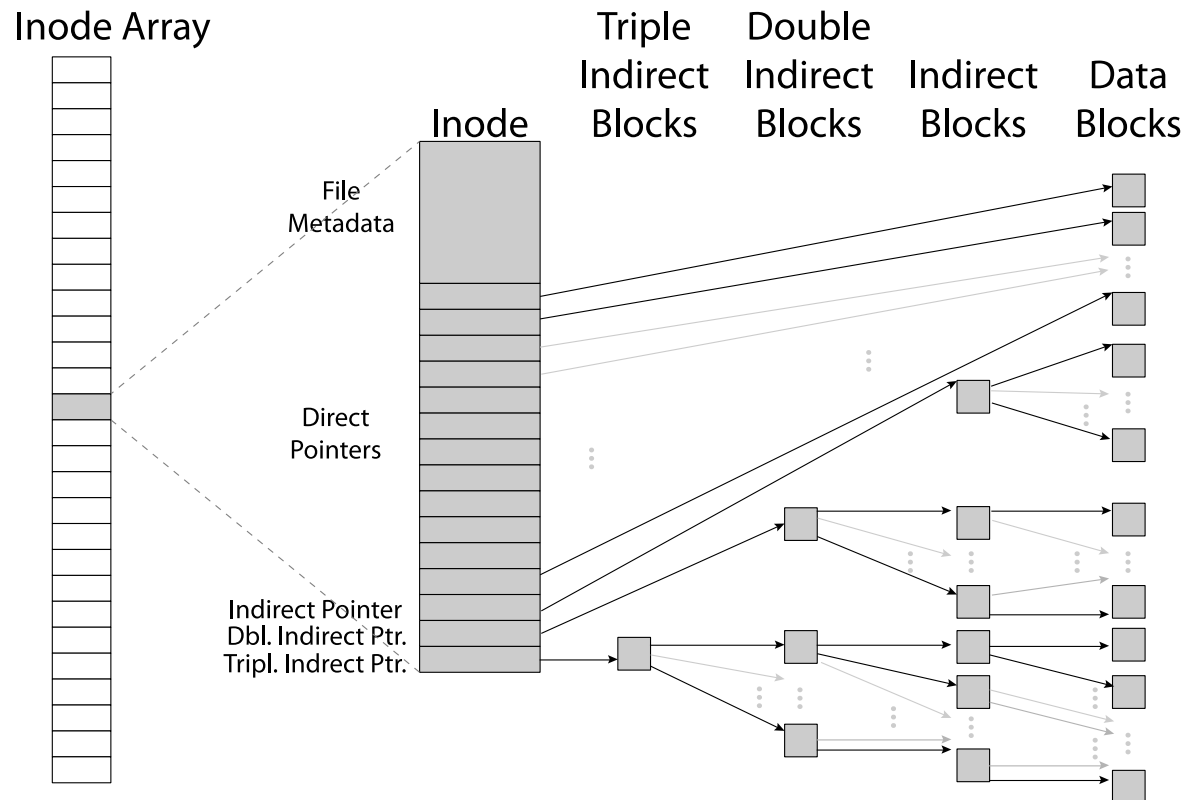 Inode Array
Triple
Indirect
Blocks
Double
Indirect
Blocks
Indirect
Blocks
Data
Blocks
Inode
File
Metadata
Direct
Pointers
Indirect Pointer
Dbl. Indirect Ptr.
Tripl. Indrect Ptr.